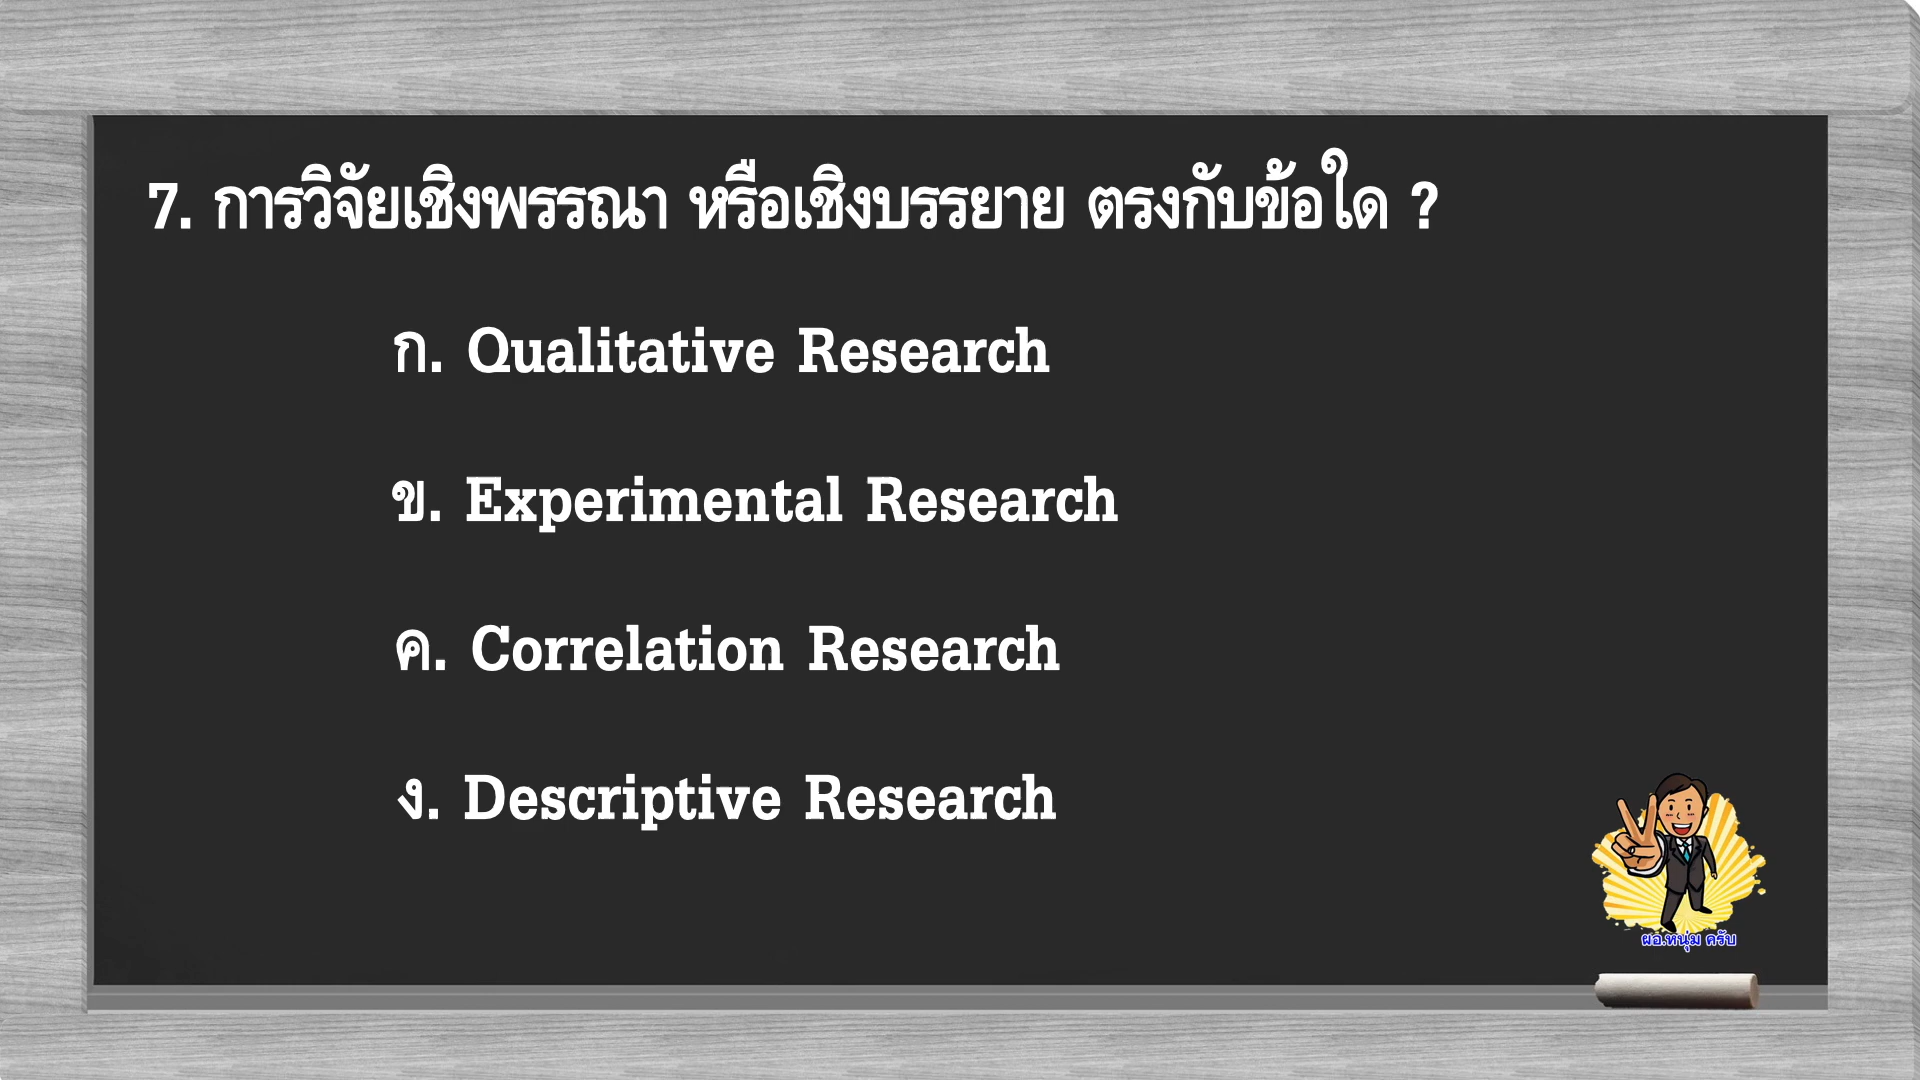 7. การวิจัยเชิงพรรณา หรือเชิงบรรยาย ตรงกับข้อใด ?
ก. Qualitative Research
ข. Experimental Research
ค. Correlation Research
ง. Descriptive Research
ผอ.หนุ่ม ครับ